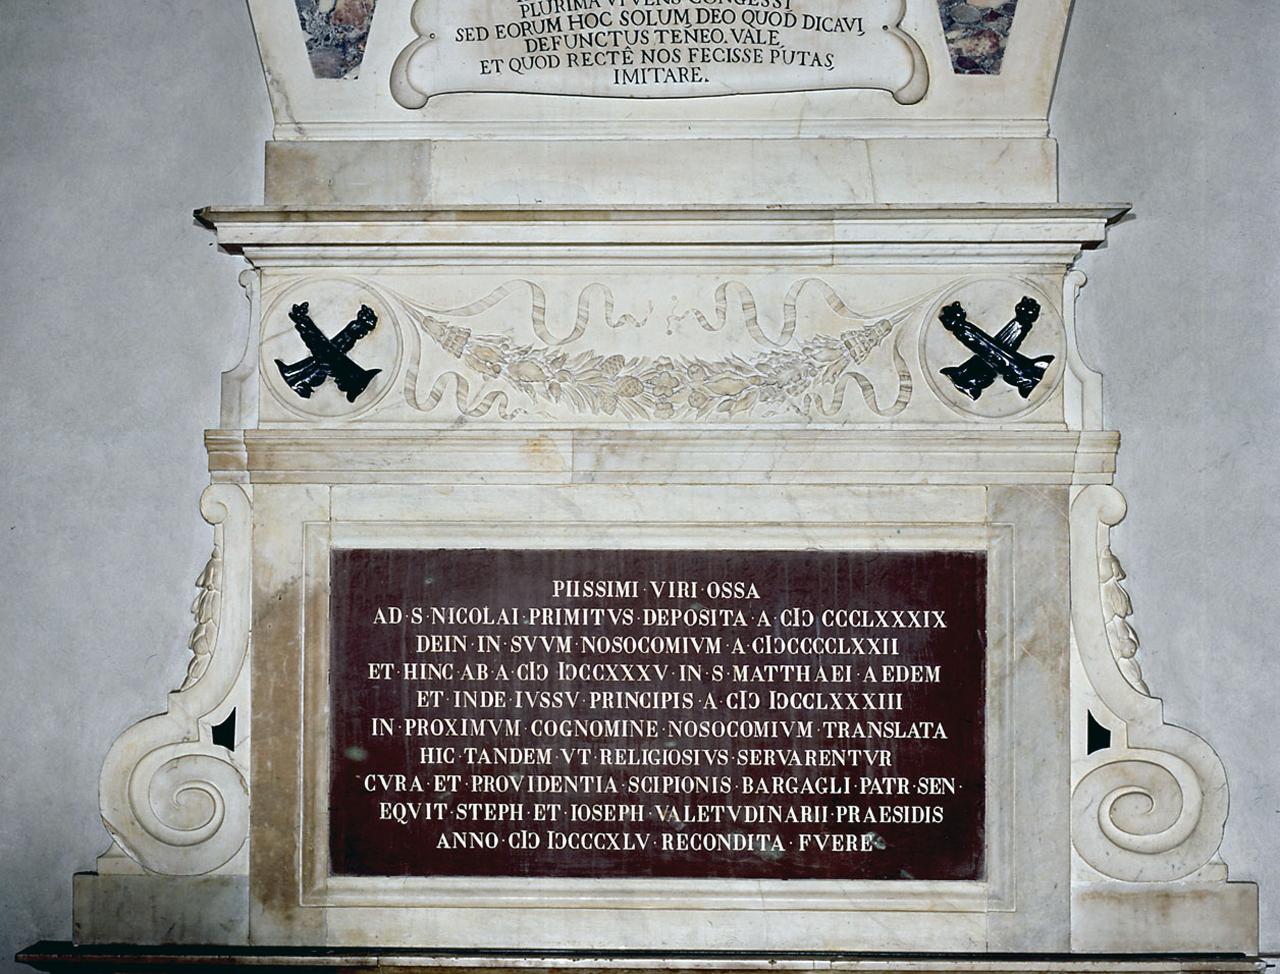 PLURIMA VIVENS CONGESSI
SED EORUM HOC SOLUM DEO QUOD DICAVI,
DEFUNCTUS TENEO. VALE,
ET QUOD RECTÊ NOS FECISSE PUTAS,
IMITARE.
PIISSIMI · VIRI · OSSA
AD · S · NICOLAI · PRIMITVS · DEPOSITA · A · CIƆ CCCLXXXIX
DEIN · IN · SVVM · NOSOCOMIVM · A · CIƆCCCCLXXII
ET · HINC · AB · A · CIƆ IƆCCXXXV · IN · S · MATTHAEI · AEDEM
ET · INDE · IVSSV · PRINCIPIS · A · CIƆ IƆCCLXXXIII
IN · PROXIMVM · COGNOMINE · NOSOCOMIVM · TRANSLATA
HIC · TANDEM · VT · RELIGIOSIVS · SERVARENTVR
CVRA · ET · PROVIDENTIA · SCIPIONIS · BARGAGLI · PATR · SEN ·
EQVIT · STEPH · ET · IOSEPH · VALETVDINARII · PRAESIDIS
ANNO · CIƆ IƆCCCXLV · RECONDITA · FVERE